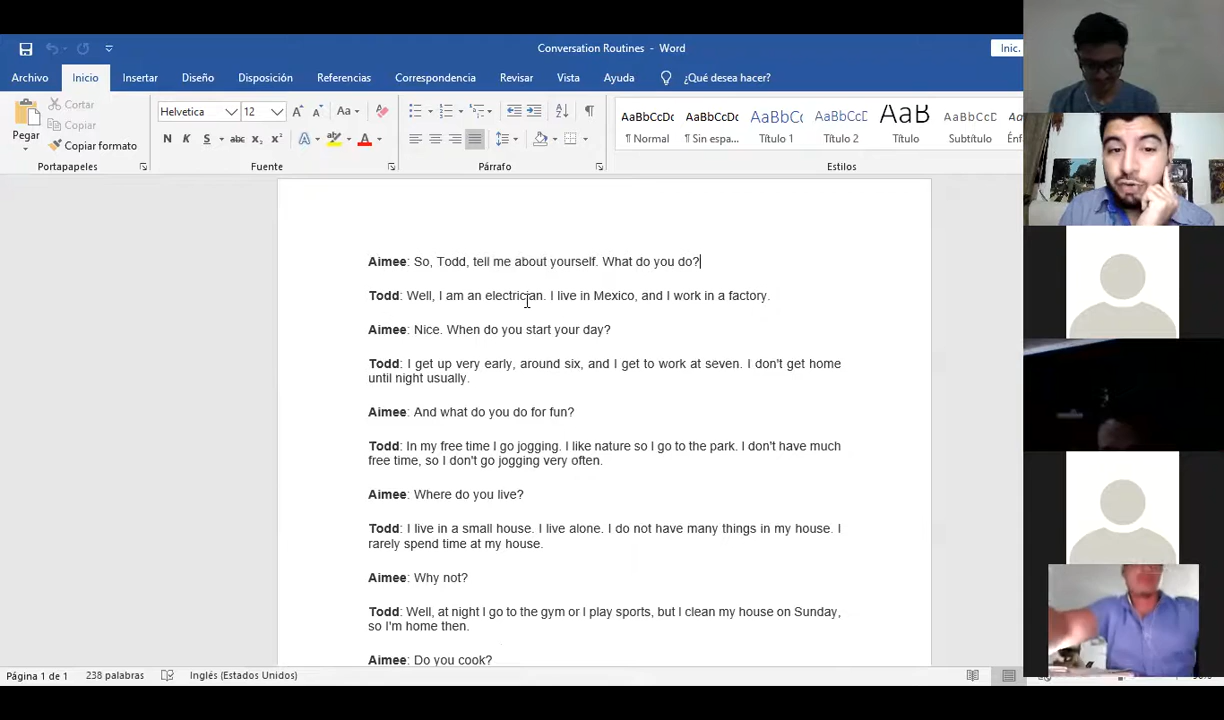 Conversation Routines - Word
Inic.
Archivo Inicio Insertar Diseño Disposición Referencias Correspondencia Revisar Vista Ayuda ¿Qué desea hacer?
Pegar
Cortar
Copiar
Copiar formato
Portapapeles
Helvetica 12 Aa
N K S abc x₂ x² A A
Fuente
Párrafo
AaBbCcDc AaBbCcDc AaBbC AaBbCcC AaB AaBbCcD
¶ Normal ¶ Sin espa... Título 1 Título 2 Título Subtítulo
Estilos
Aimee: So, Todd, tell me about yourself. What do you do?
Todd: Well, I am an electrician. I live in Mexico, and I work in a factory.
Aimee: Nice. When do you start your day?
Todd: I get up very early, around six, and I get to work at seven. I don't get home
until night usually.
Aimee: And what do you do for fun?
Todd: In my free time I go jogging. I like nature so I go to the park. I don't have much
free time, so I don't go jogging very often.
Aimee: Where do you live?
Todd: I live in a small house. I live alone. I do not have many things in my house. I
rarely spend time at my house.
Aimee: Why not?
Todd: Well, at night I go to the gym or I play sports, but I clean my house on Sunday,
so I'm home then.
Aimee: Do you cook?
Página 1 de 1 238 palabras Inglés (Estados Unidos)